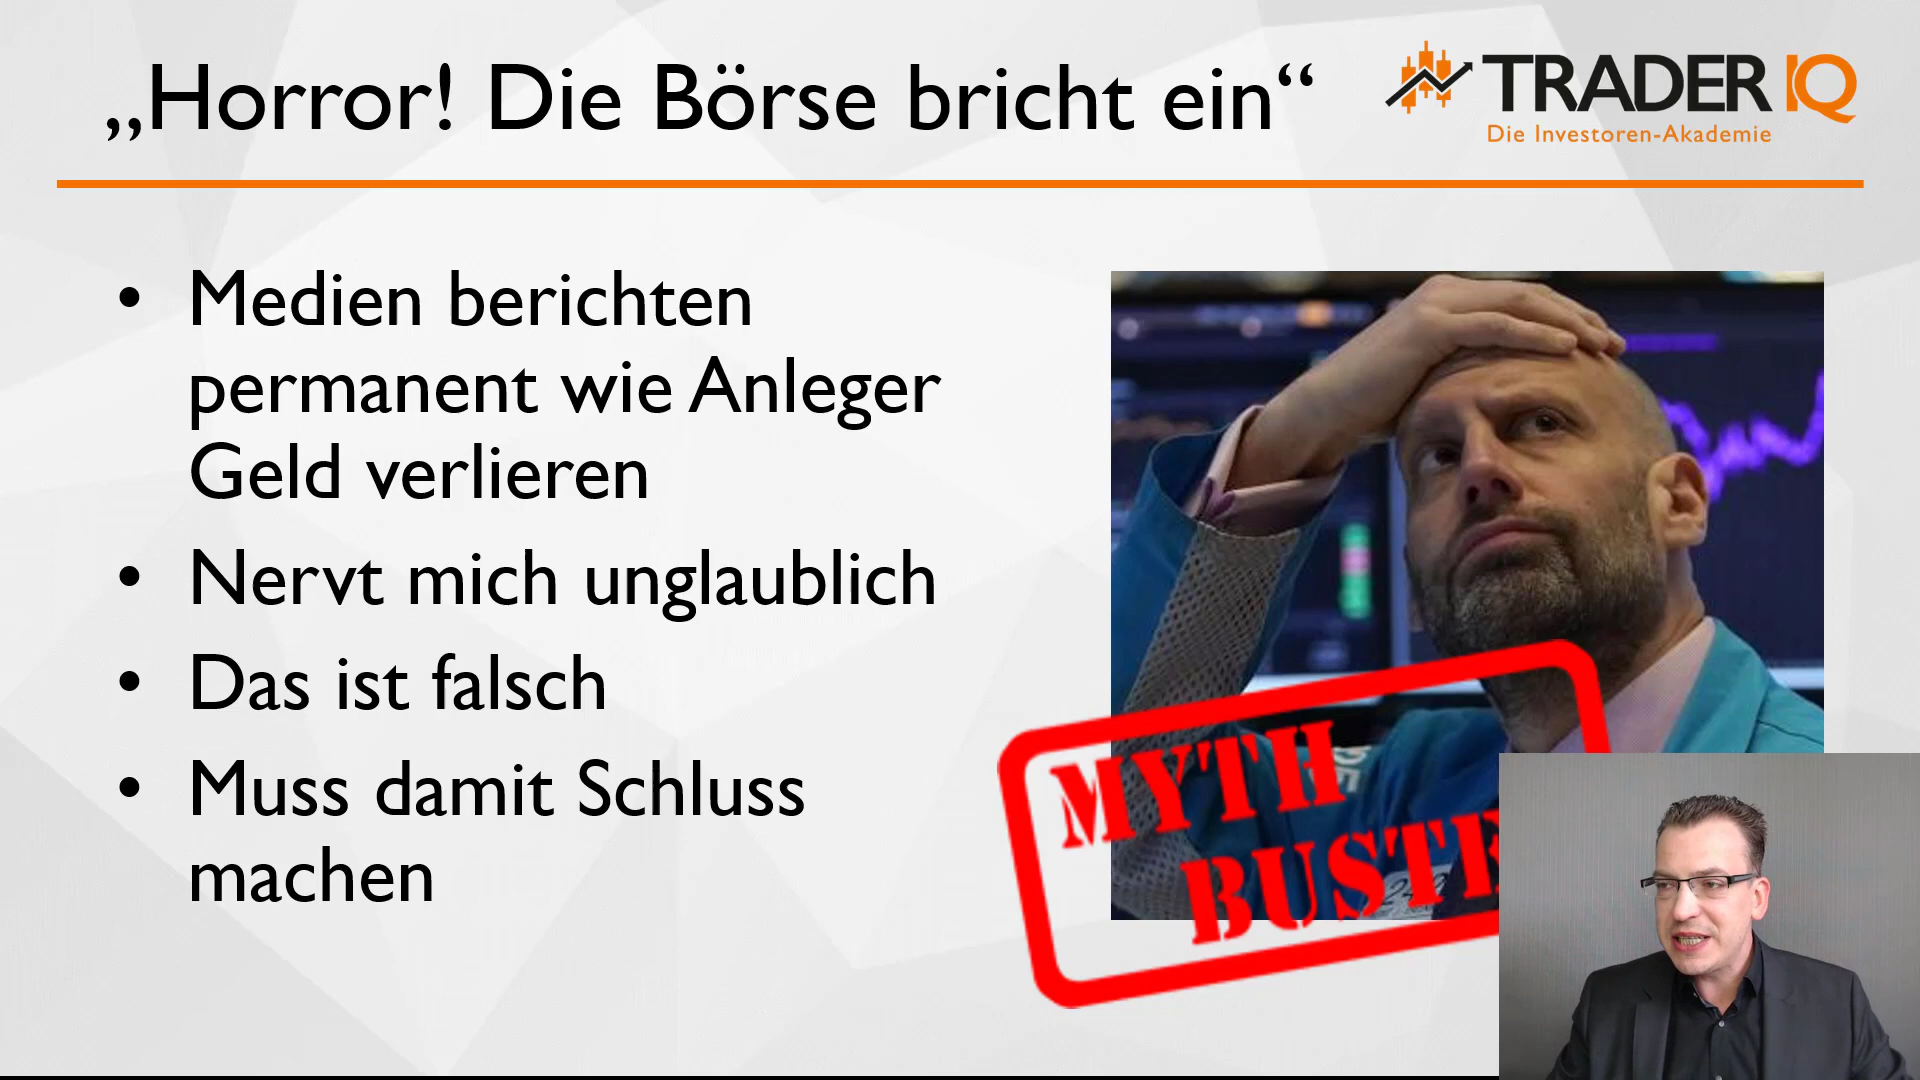 „Horror! Die Börse bricht ein“
TRADER IQ
Die Investoren-Akademie
• Medien berichten
permanent wie Anleger
Geld verlieren
• Nervt mich unglaublich
• Das ist falsch
• Muss damit Schluss
machen
MYTH